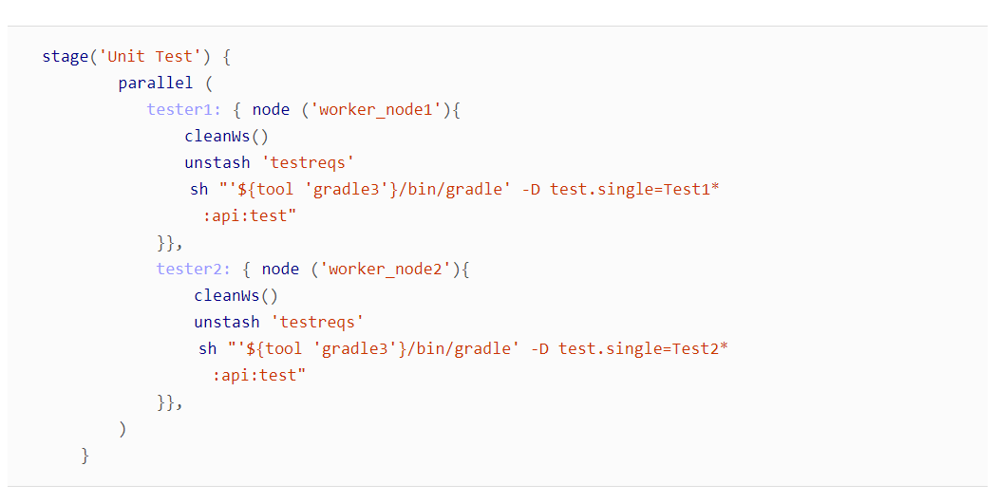 stage('Unit Test') {
parallel (
tester1: { node ('worker_node1'){
cleanWs()
unstash 'testreqs'
sh "'${tool 'gradle3'}/bin/gradle' -D test.single=Test1*
:api:test"
}},
tester2: { node ('worker_node2'){
cleanWs()
unstash 'testreqs'
sh "'${tool 'gradle3'}/bin/gradle' -D test.single=Test2*
:api:test"
}},
)
}